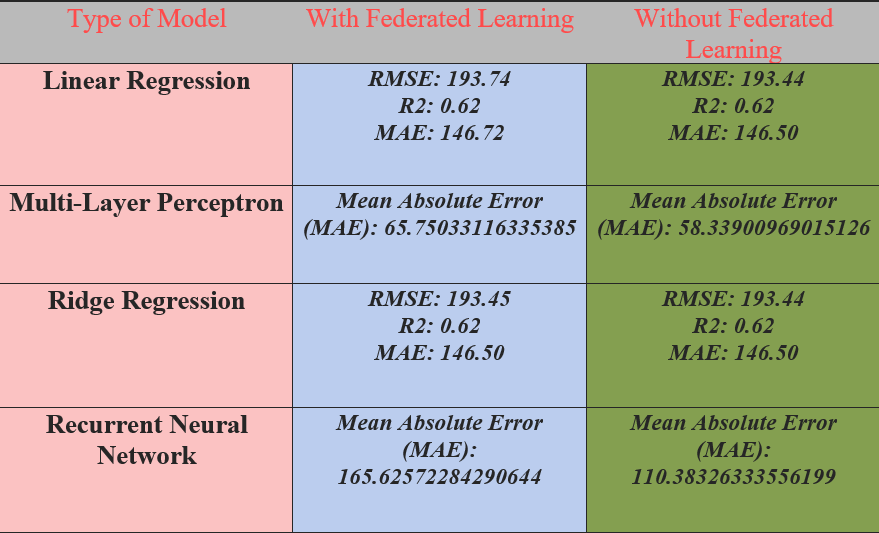 Type of Model
With Federated Learning
Without Federated
Learning
Linear Regression
RMSE: 193.74
R2: 0.62
MAE: 146.72
RMSE: 193.44
R2: 0.62
MAE: 146.50
Multi-Layer Perceptron
Mean Absolute Error
(MAE): 65.75033116335385
Mean Absolute Error
(MAE): 58.33900969015126
Ridge Regression
RMSE: 193.45
R2: 0.62
MAE: 146.50
RMSE: 193.44
R2: 0.62
MAE: 146.50
Recurrent Neural
Network
Mean Absolute Error
(MAE):
165.62572284290644
Mean Absolute Error
(MAE):
110.38326333556199